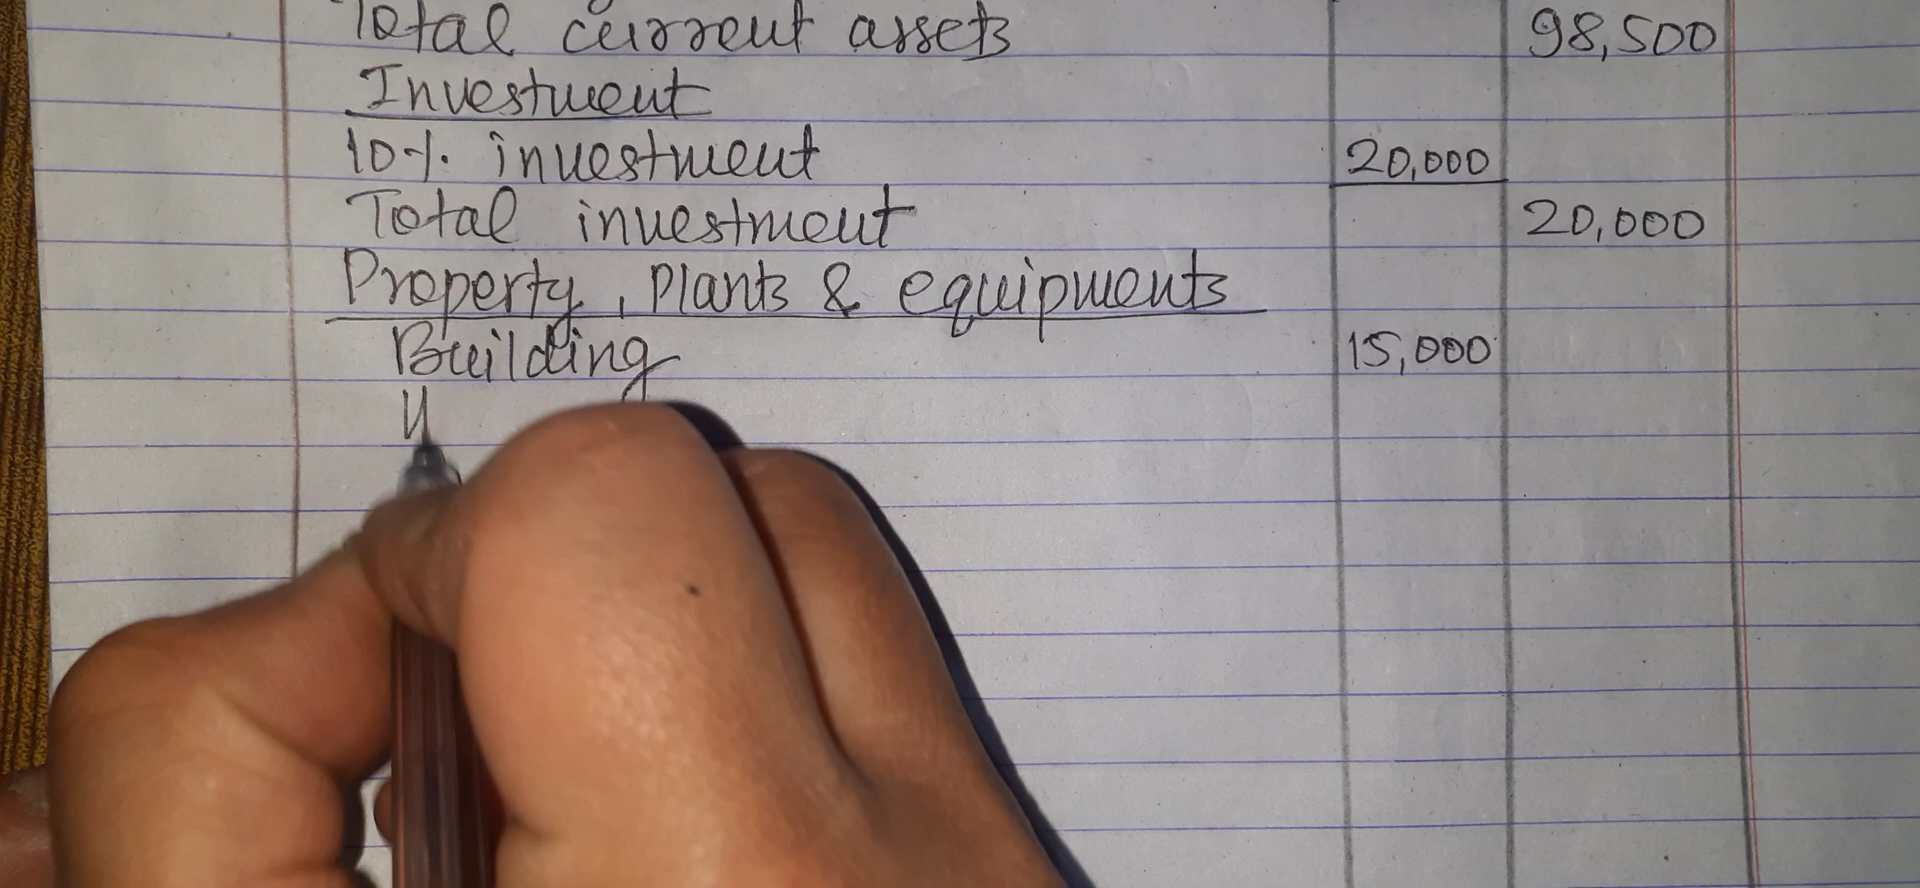 Total current assets 98,500
Investment
10% investment 20,000
Total investment 20,000
Property, Plants & equipments
Building 15,000